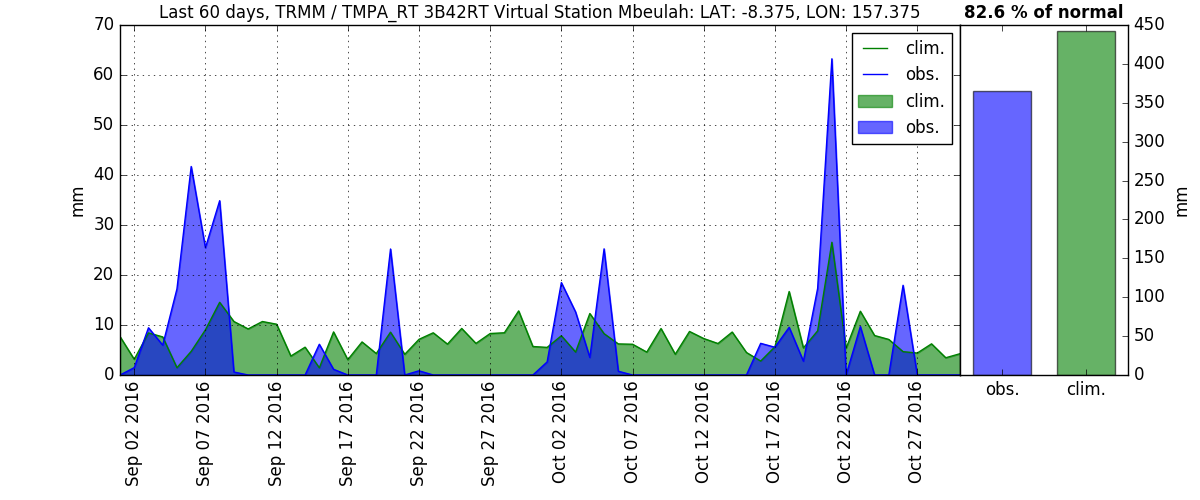 Last 60 days, TRMM / TMPA_RT 3B42RT Virtual Station Mbeulah: LAT: -8.375, LON: 157.375
82.6 % of normal
70
60
50
40
30
20
10
0
mm
clim.
obs.
clim.
obs.
450
400
350
300
250
200
150
100
50
0
mm
Sep 02 2016
Sep 07 2016
Sep 12 2016
Sep 17 2016
Sep 22 2016
Sep 27 2016
Oct 02 2016
Oct 07 2016
Oct 12 2016
Oct 17 2016
Oct 22 2016
Oct 27 2016
obs.
clim.